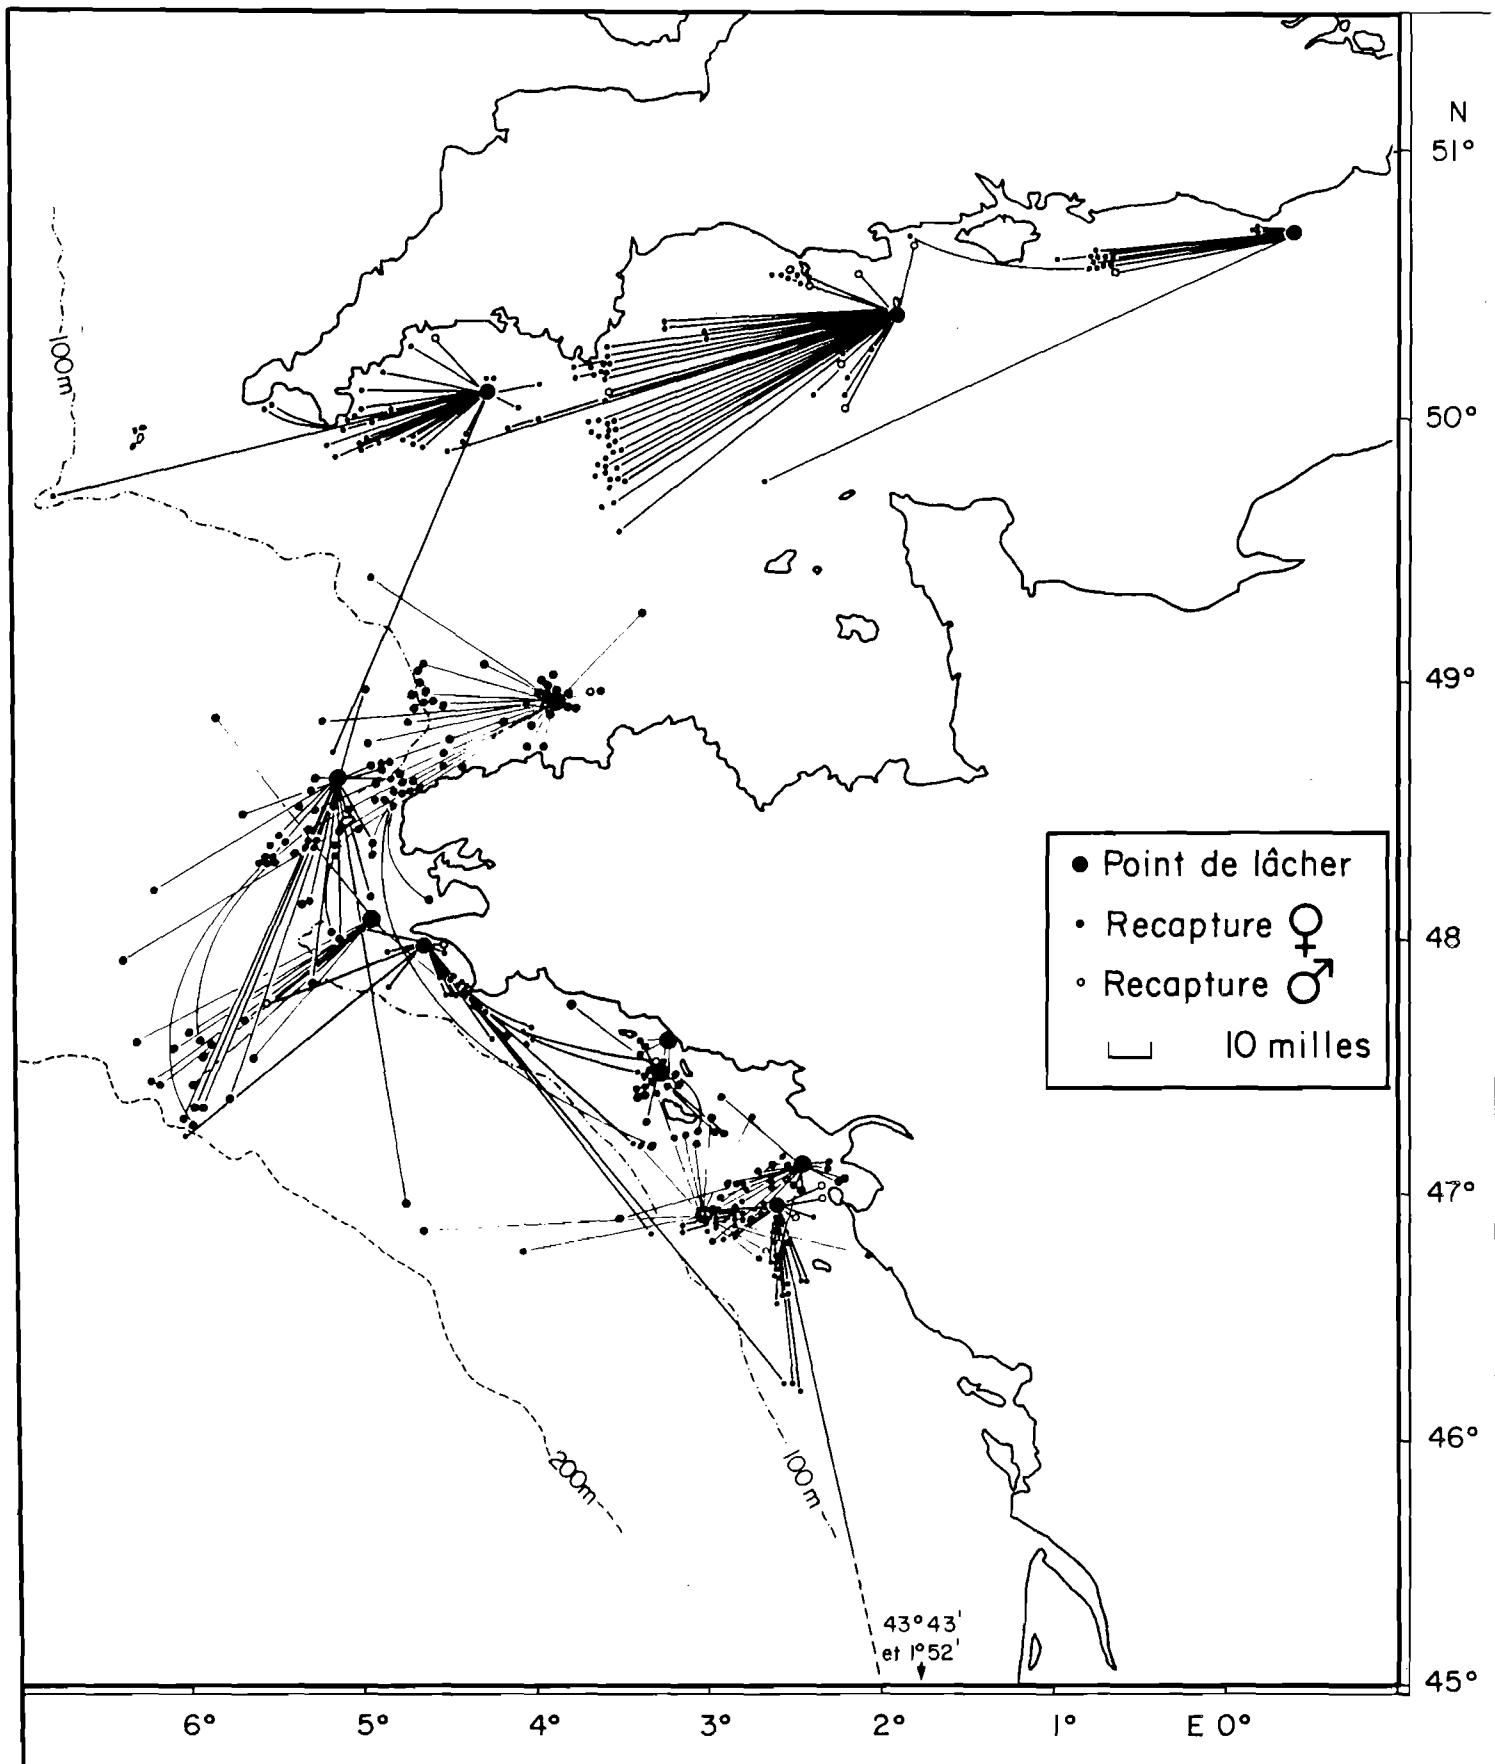 N
51°
100m
50°
49°
● Point de lâcher
• Recapture ♀
48
° Recapture ♂
10 milles
47°
46°
200m
100m
43°43'
et 1°52'
45°
6°
5°
4°
3°
2°
1°
E 0°